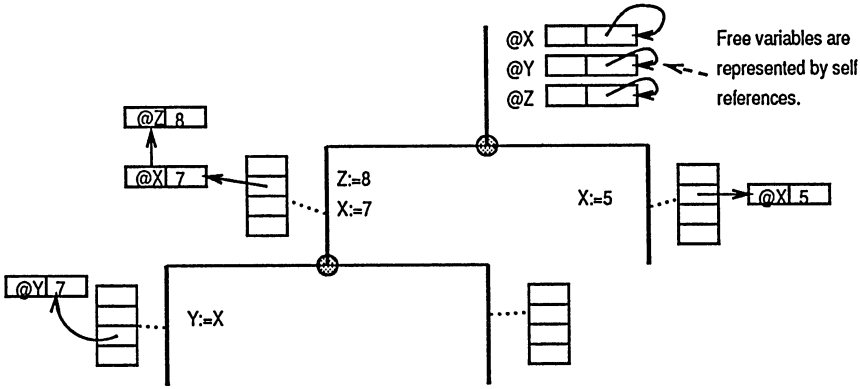 @X
@Y
@Z
Free variables are
represented by self
references.
@Z 8
@X 7
Z:=8
X:=7
X:=5
@X 5
@Y 7
Y:=X